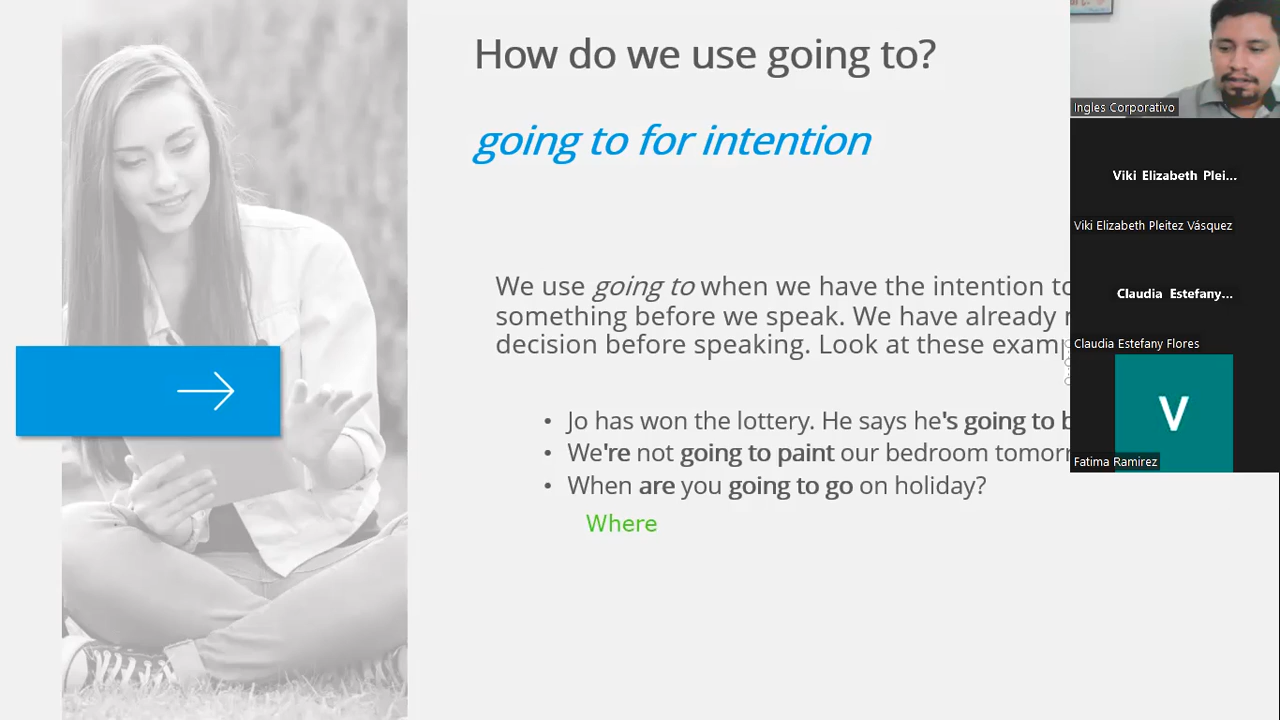 How do we use going to?
going to for intention
We use going to when we have the intention to
something before we speak. We have already
decision before speaking. Look at these exam
• Jo has won the lottery. He says he's going to b
• We're not going to paint our bedroom tomor
• When are you going to go on holiday?
Where
Ingles Corporativo
Viki Elizabeth Plei...
Viki Elizabeth Pleitez Vásquez
Claudia Estefany...
Claudia Estefany Flores
V
Fatima Ramirez